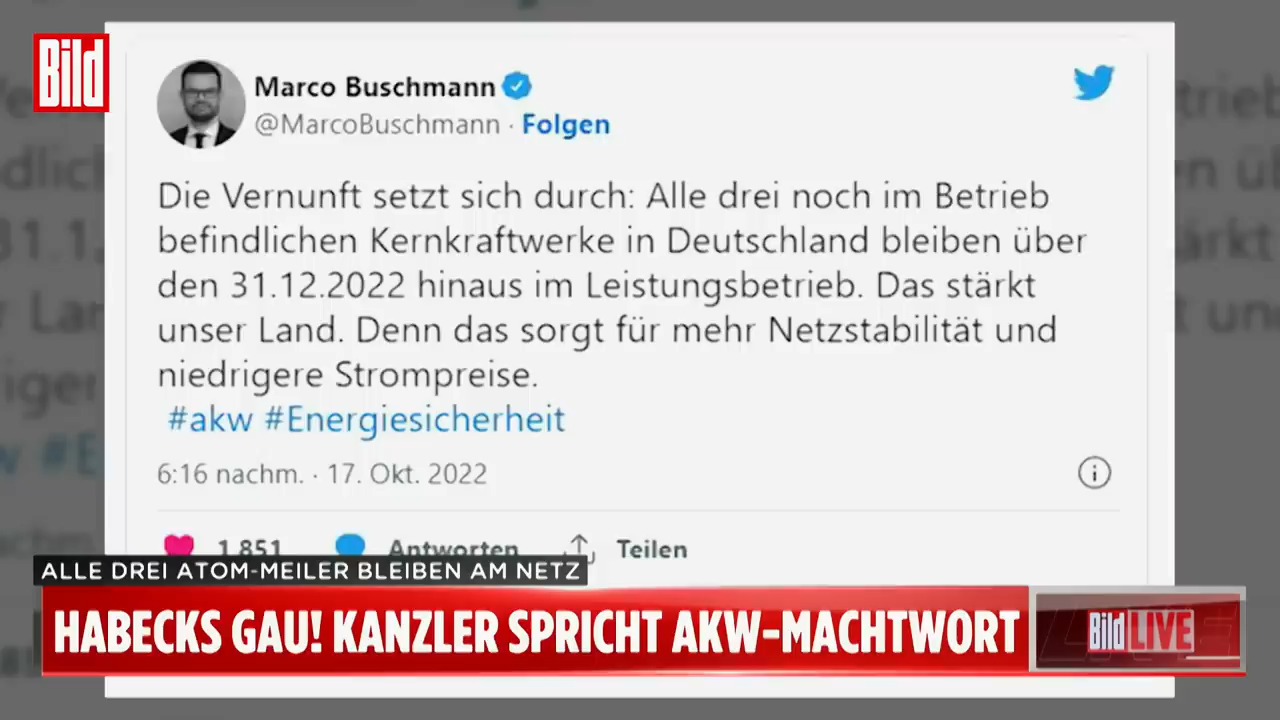 Bild
Marco Buschmann
@MarcoBuschmann · Folgen
Die Vernunft setzt sich durch: Alle drei noch im Betrieb
befindlichen Kernkraftwerke in Deutschland bleiben über
den 31.12.2022 hinaus im Leistungsbetrieb. Das stärkt
unser Land. Denn das sorgt für mehr Netzstabilität und
niedrigere Strompreise.
#akw #Energiesicherheit
6:16 nachm. · 17. Okt. 2022
1.851 Antworten Teilen
ALLE DREI ATOM-MEILER BLEIBEN AM NETZ
HABECKS GAU! KANZLER SPRICHT AKW-MACHTWORT
Bild LIVE